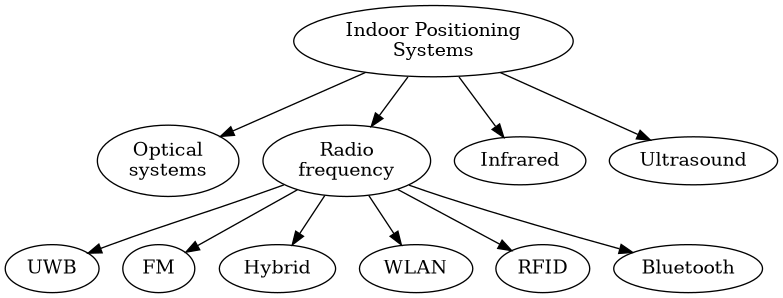 Indoor Positioning
Systems
Optical
systems
Radio
frequency
Infrared
Ultrasound
UWB
FM
Hybrid
WLAN
RFID
Bluetooth